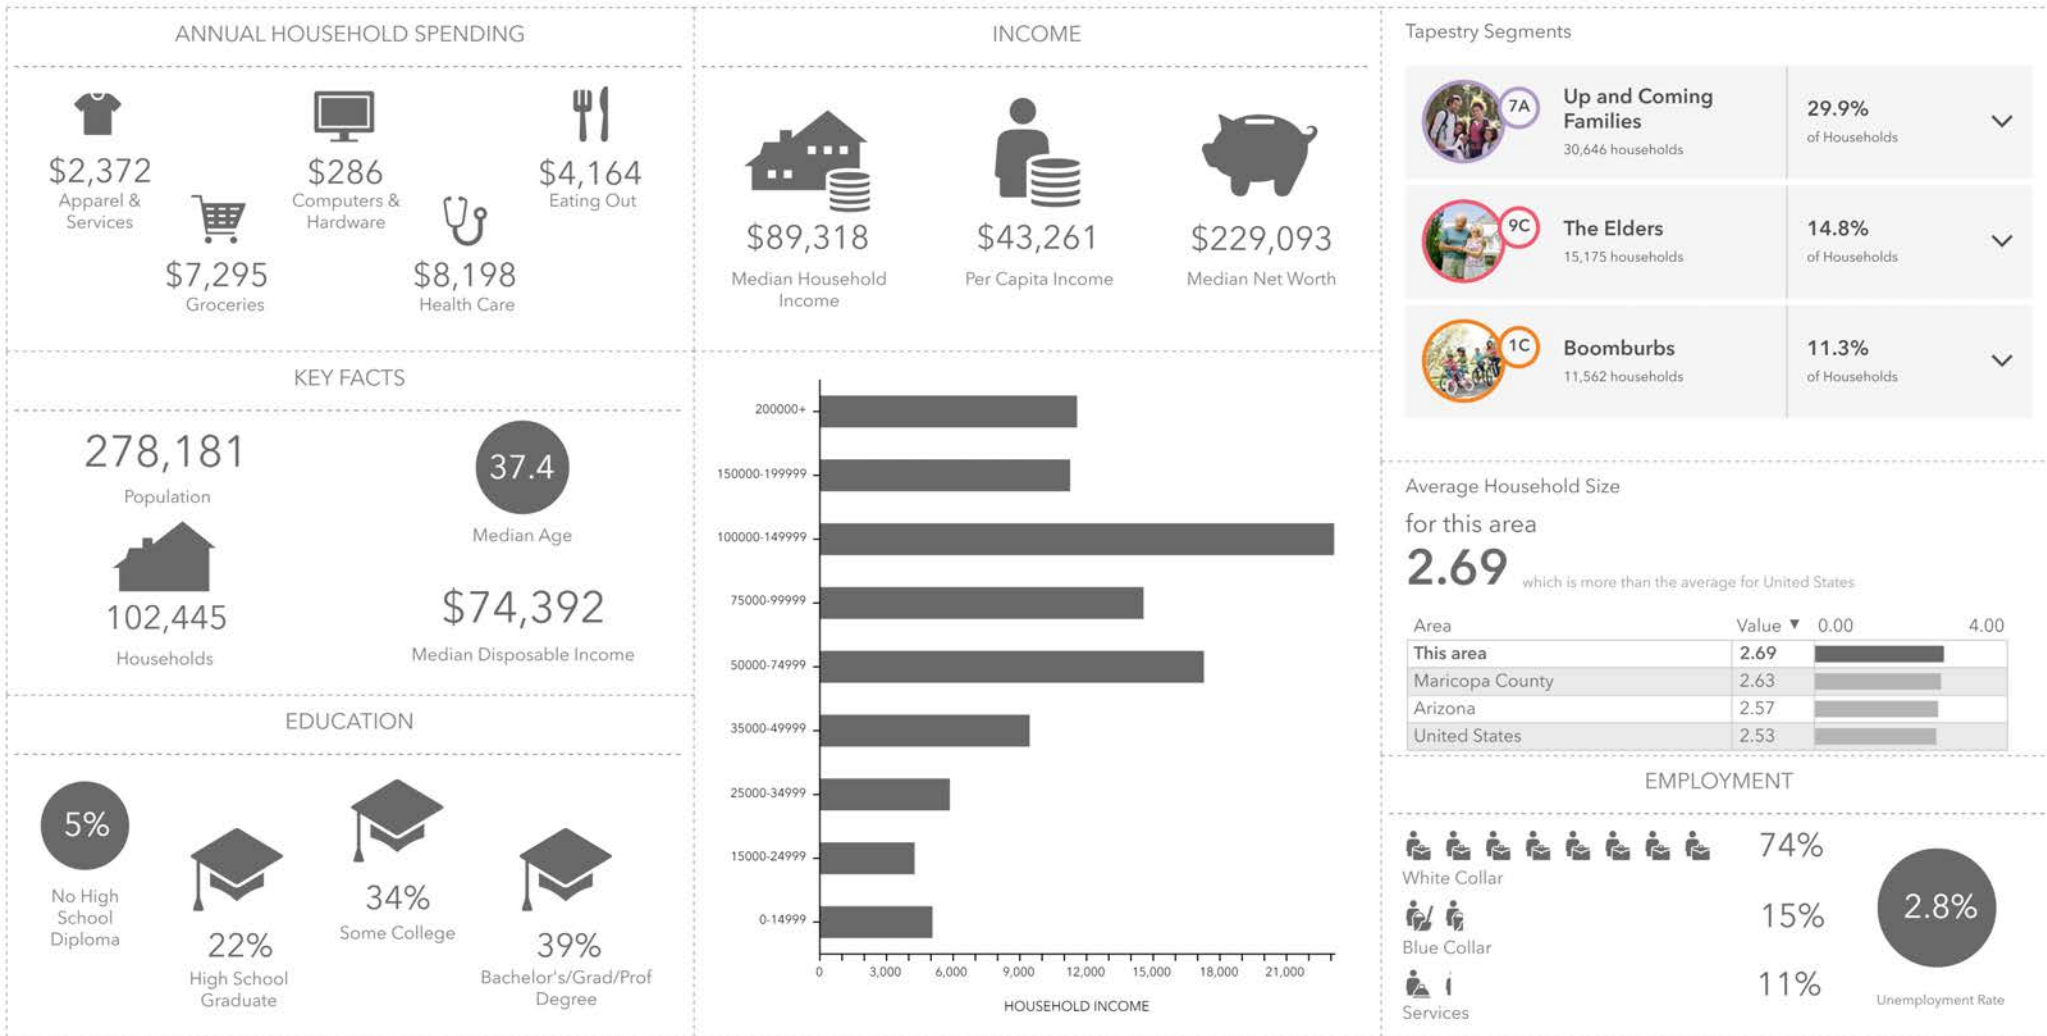 ANNUAL HOUSEHOLD SPENDING
$2,372
Apparel &
Services
$286
Computers &
Hardware
$4,164
Eating Out
$7,295
Groceries
$8,198
Health Care
KEY FACTS
278,181
Population
37.4
Median Age
102,445
Households
$74,392
Median Disposable Income
EDUCATION
5%
No High
School
Diploma
22%
High School
Graduate
34%
Some College
39%
Bachelor's/Grad/Prof
Degree
INCOME
$89,318
Median Household
Income
$43,261
Per Capita Income
$229,093
Median Net Worth
200000+
150000-199999
100000-149999
75000-99999
50000-74999
35000-49999
25000-34999
15000-24999
0-14999
0 3,000 6,000 9,000 12,000 15,000 18,000 21,000
HOUSEHOLD INCOME
Tapestry Segments
7A
Up and Coming
Families
30,646 households
29.9%
of Households
9C
The Elders
15,175 households
14.8%
of Households
1C
Boomburbs
11,562 households
11.3%
of Households
Average Household Size
for this area
2.69 which is more than the average for United States
Area Value ▼ 0.00 4.00
This area 2.69
Maricopa County 2.63
Arizona 2.57
United States 2.53
EMPLOYMENT
74%
White Collar
15%
Blue Collar
11%
Services
2.8%
Unemployment Rate